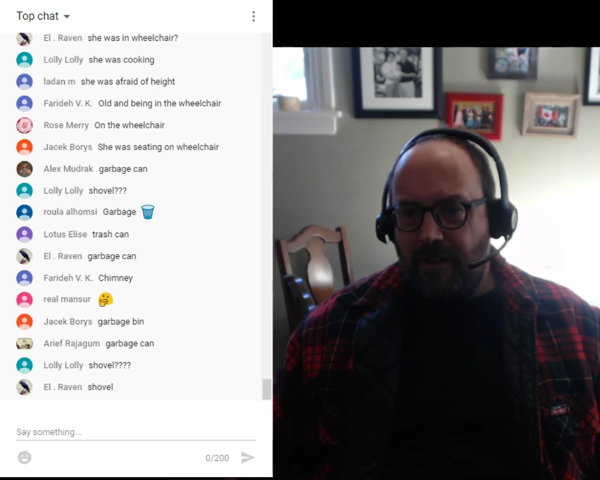 Top chat
El . Raven she was in wheelchair?
Lolly Lolly she was cooking
ladan m she was afraid of height
Farideh V. K. Old and being in the wheelchair
Rose Merry On the wheelchair
Jacek Borys She was seating on wheelchair
Alex Mudrak garbage can
Lolly Lolly shovel???
roula alhomsi Garbage 🗑️
Lotus Elise trash can
El . Raven garbage can
Farideh V. K. Chimney
real mansur 🤔
Jacek Borys garbage bin
Arief Rajagum garbage can
Lolly Lolly shovel????
El . Raven shovel
Say something...
0/200